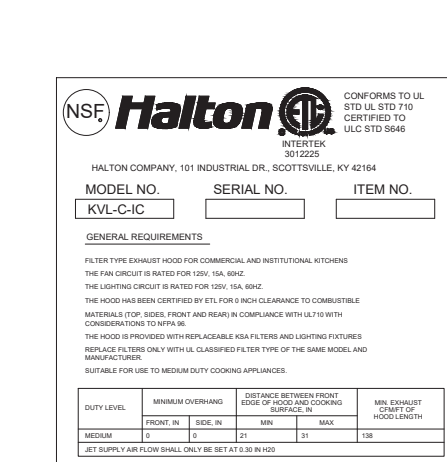 NSF Halton ETL CONFORMS TO UL
STD UL STD 710
CERTIFIED TO
ULC STD S646
INTERTEK
3012225
HALTON COMPANY, 101 INDUSTRIAL DR., SCOTTSVILLE, KY 42164
MODEL NO. SERIAL NO. ITEM NO.
KVL-C-IC
GENERAL REQUIREMENTS
FILTER TYPE EXHAUST HOOD FOR COMMERCIAL AND INSTITUTIONAL KITCHENS
THE FAN CIRCUIT IS RATED FOR 125V, 15A, 60HZ.
THE LIGHTING CIRCUIT IS RATED FOR 125V, 15A, 60HZ.
THE HOOD HAS BEEN CERTIFIED BY ETL FOR 0 INCH CLEARANCE TO COMBUSTIBLE
MATERIALS (TOP, SIDES, FRONT AND REAR) IN COMPLIANCE WITH UL710 WITH
CONSIDERATIONS TO NFPA 96.
THE HOOD IS PROVIDED WITH REPLACEABLE KSA FILTERS AND LIGHTING FIXTURES
REPLACE FILTERS ONLY WITH UL CLASSIFIED FILTER TYPE OF THE SAME MODEL AND
MANUFACTURER.
SUITABLE FOR USE TO MEDIUM DUTY COOKING APPLIANCES.
DUTY LEVEL MINIMUM OVERHANG DISTANCE BETWEEN FRONT
EDGE OF HOOD AND COOKING
SURFACE, IN MIN. EXHAUST
CFM/FT OF
HOOD LENGTH
FRONT, IN SIDE, IN MIN MAX
MEDIUM 0 0 21 31 138
JET SUPPLY AIR FLOW SHALL ONLY BE SET AT 0.30 IN H20